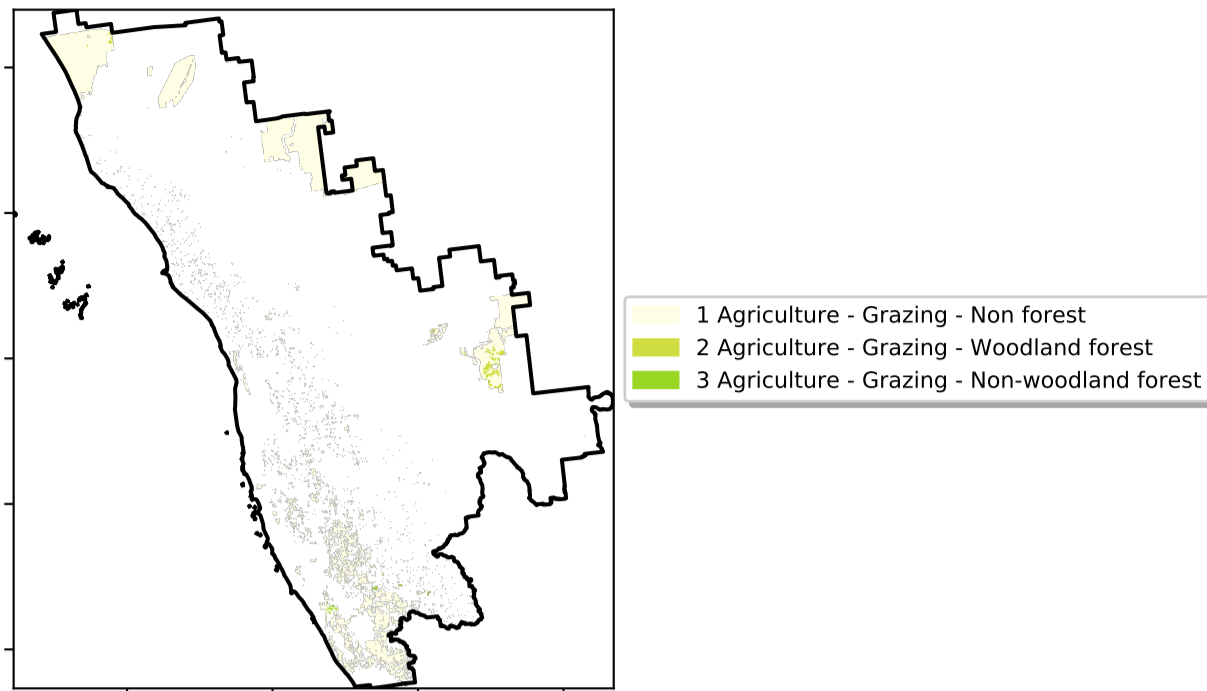 1 Agriculture - Grazing - Non forest
2 Agriculture - Grazing - Woodland forest
3 Agriculture - Grazing - Non-woodland forest